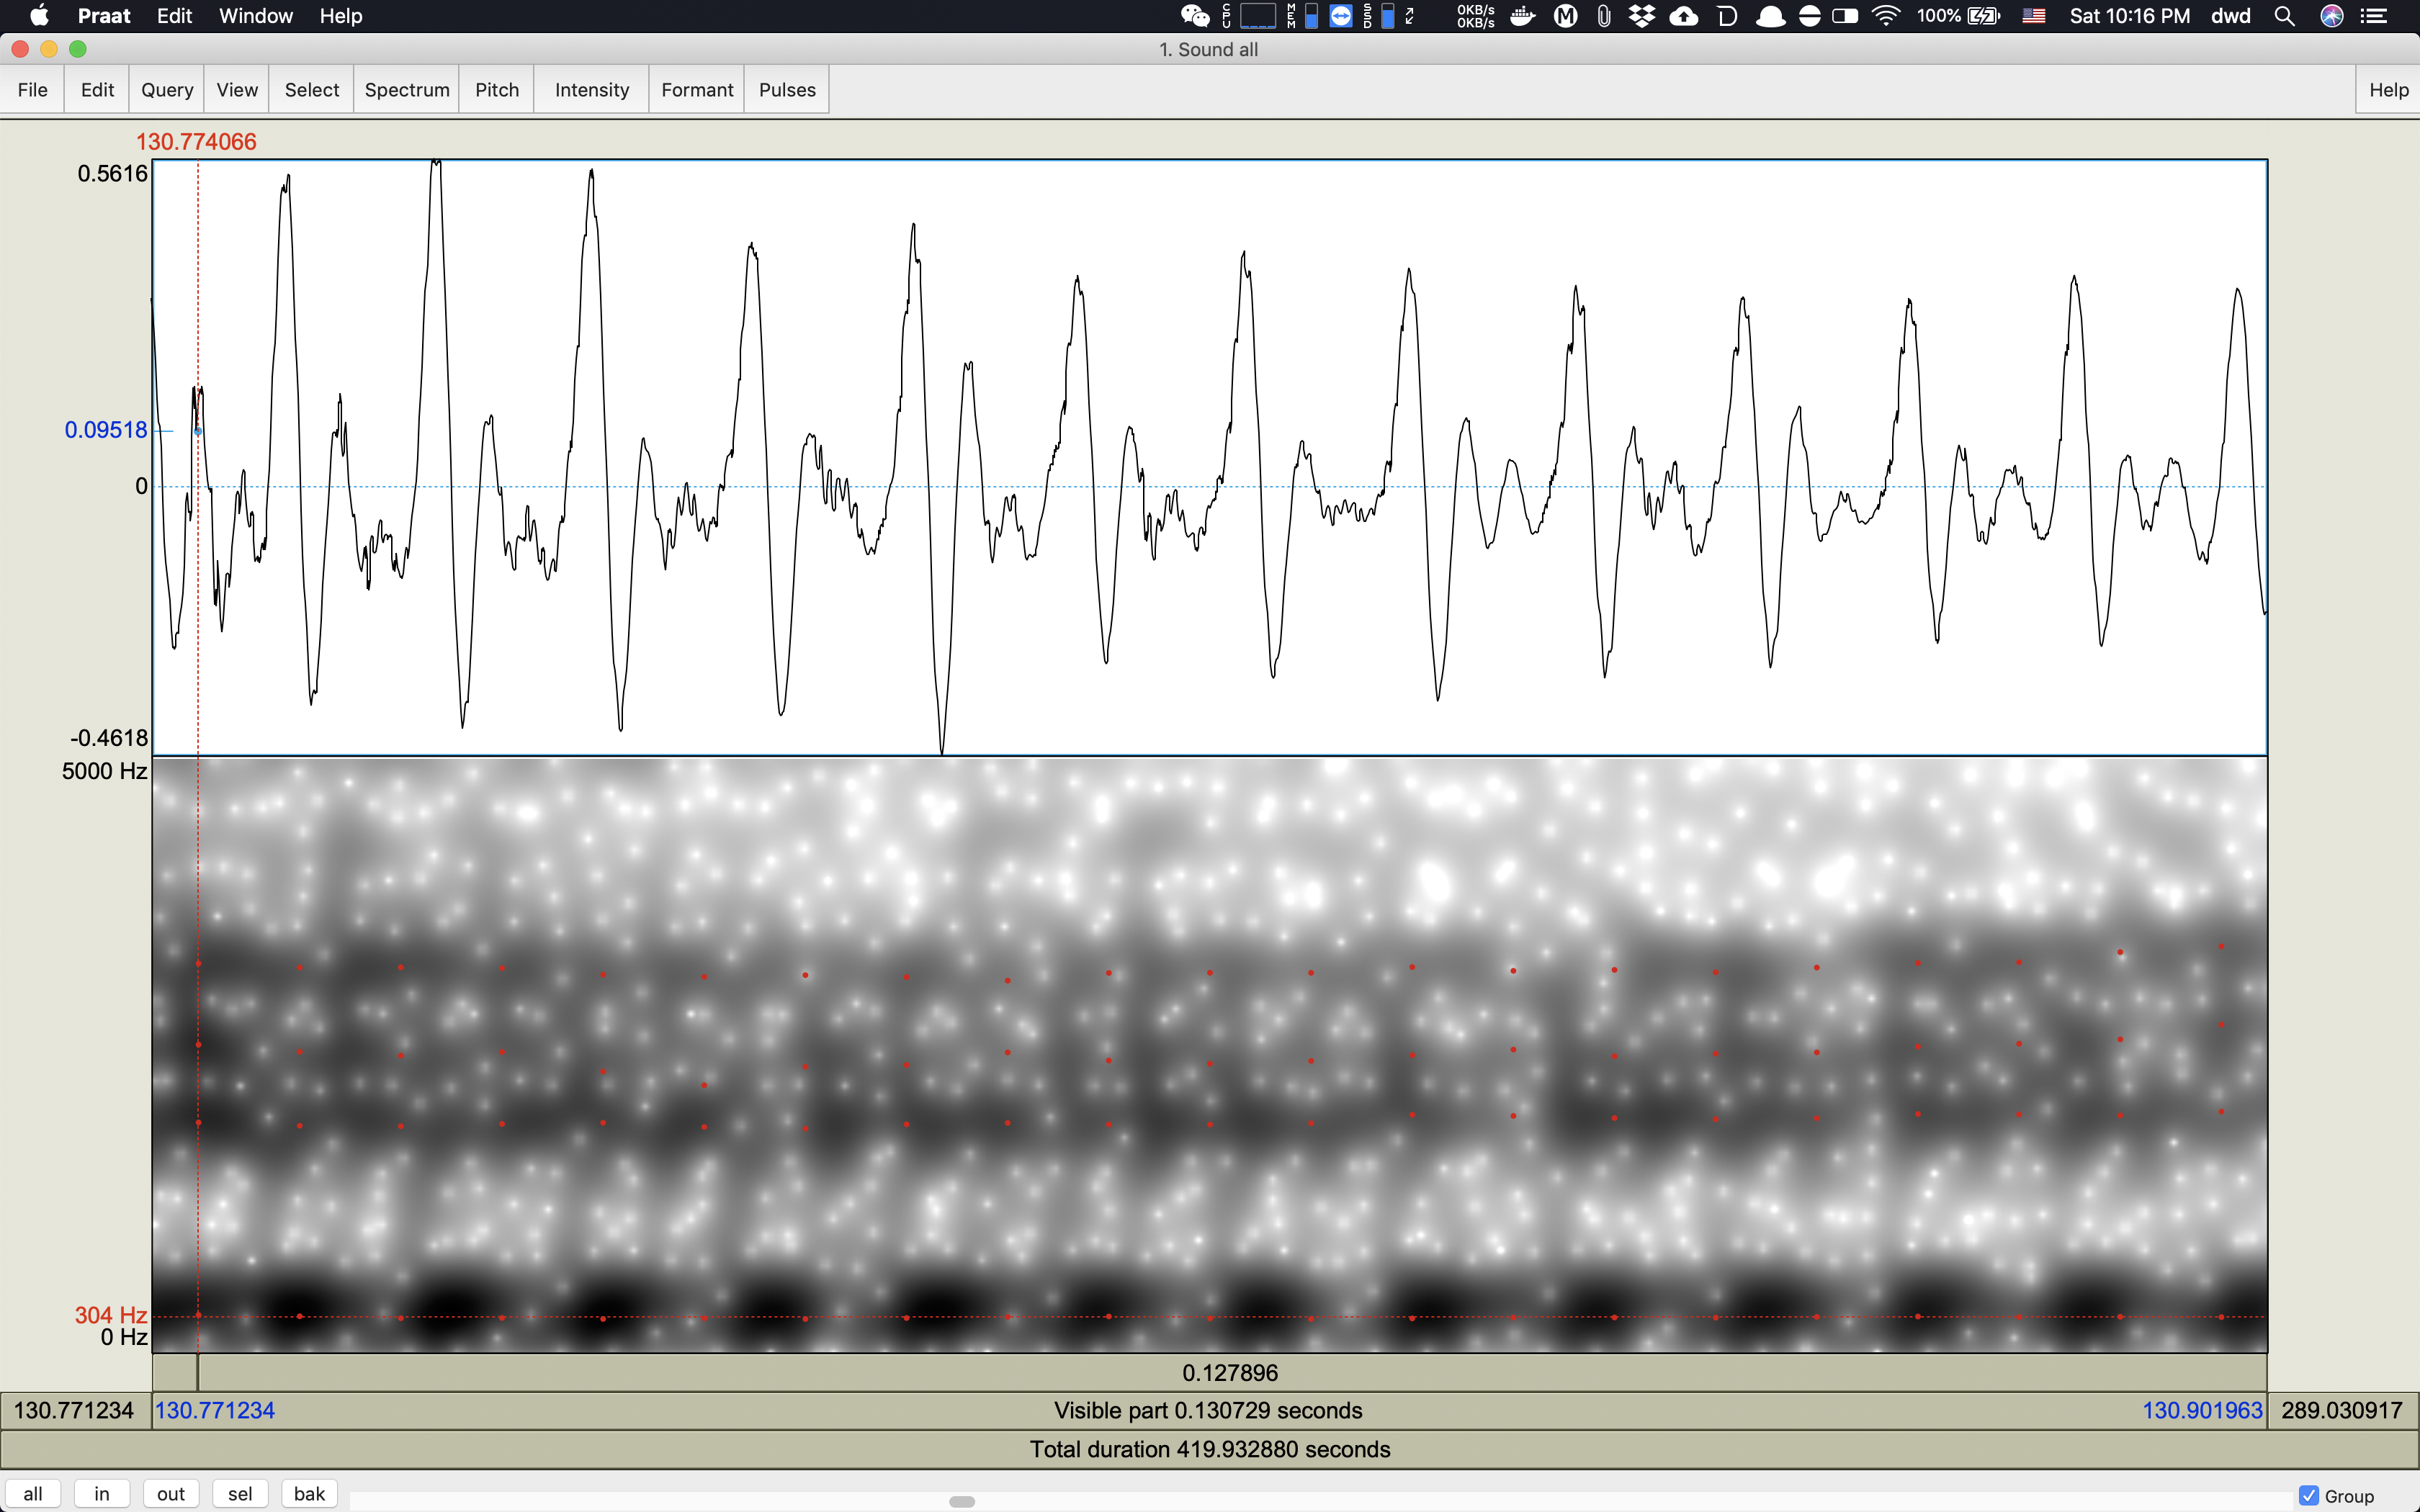 Praat Edit Window Help CPU MEM SSD 0KB/s 0KB/s 100% Sat 10:16 PM dwd
1. Sound all
File Edit Query View Select Spectrum Pitch Intensity Formant Pulses Help
130.774066
0.5616
0.09518
0
-0.4618
5000 Hz
304 Hz
0 Hz
0.127896
130.771234 130.771234 Visible part 0.130729 seconds 130.901963 289.030917
Total duration 419.932880 seconds
all in out sel bak Group